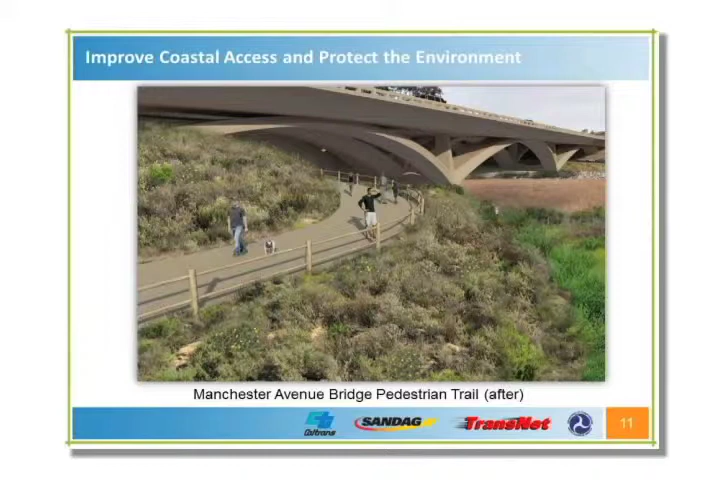 Improve Coastal Access and Protect the Environment
Manchester Avenue Bridge Pedestrian Trail (after)
Caltrans
SANDAG
TransNet
11